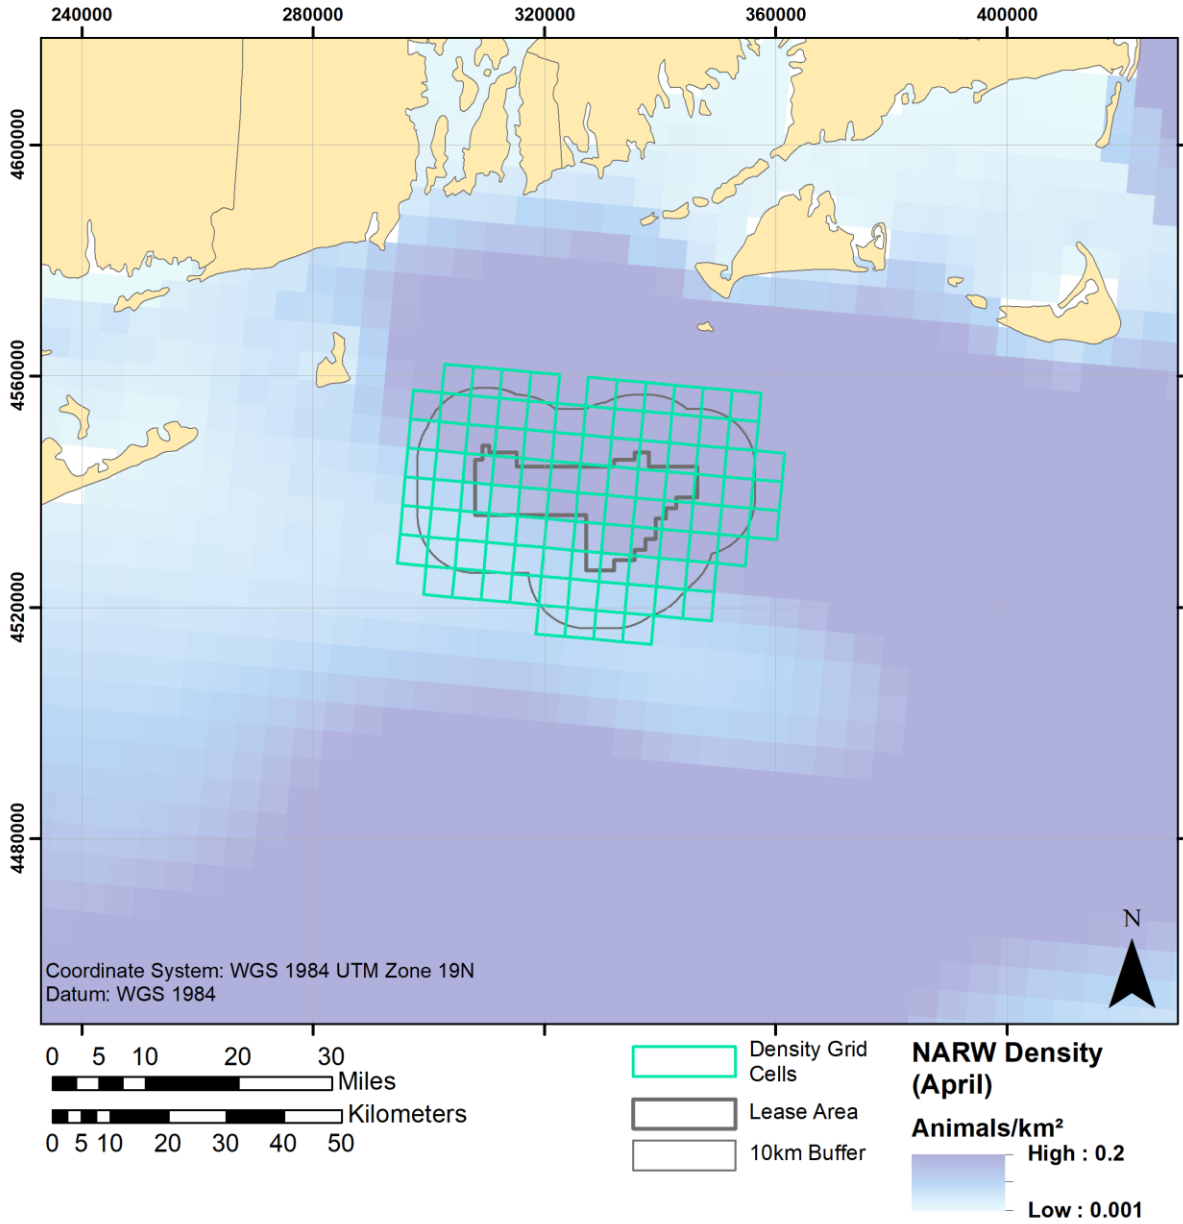 240000 280000 320000 360000 400000
4600000
4560000
4520000
4480000
N
Coordinate System: WGS 1984 UTM Zone 19N
Datum: WGS 1984
0 5 10 20 30
Miles
Kilometers
0 5 10 20 30 40 50
Density Grid
Cells
Lease Area
10km Buffer
NARW Density
(April)
Animals/km²
High : 0.2
Low : 0.001